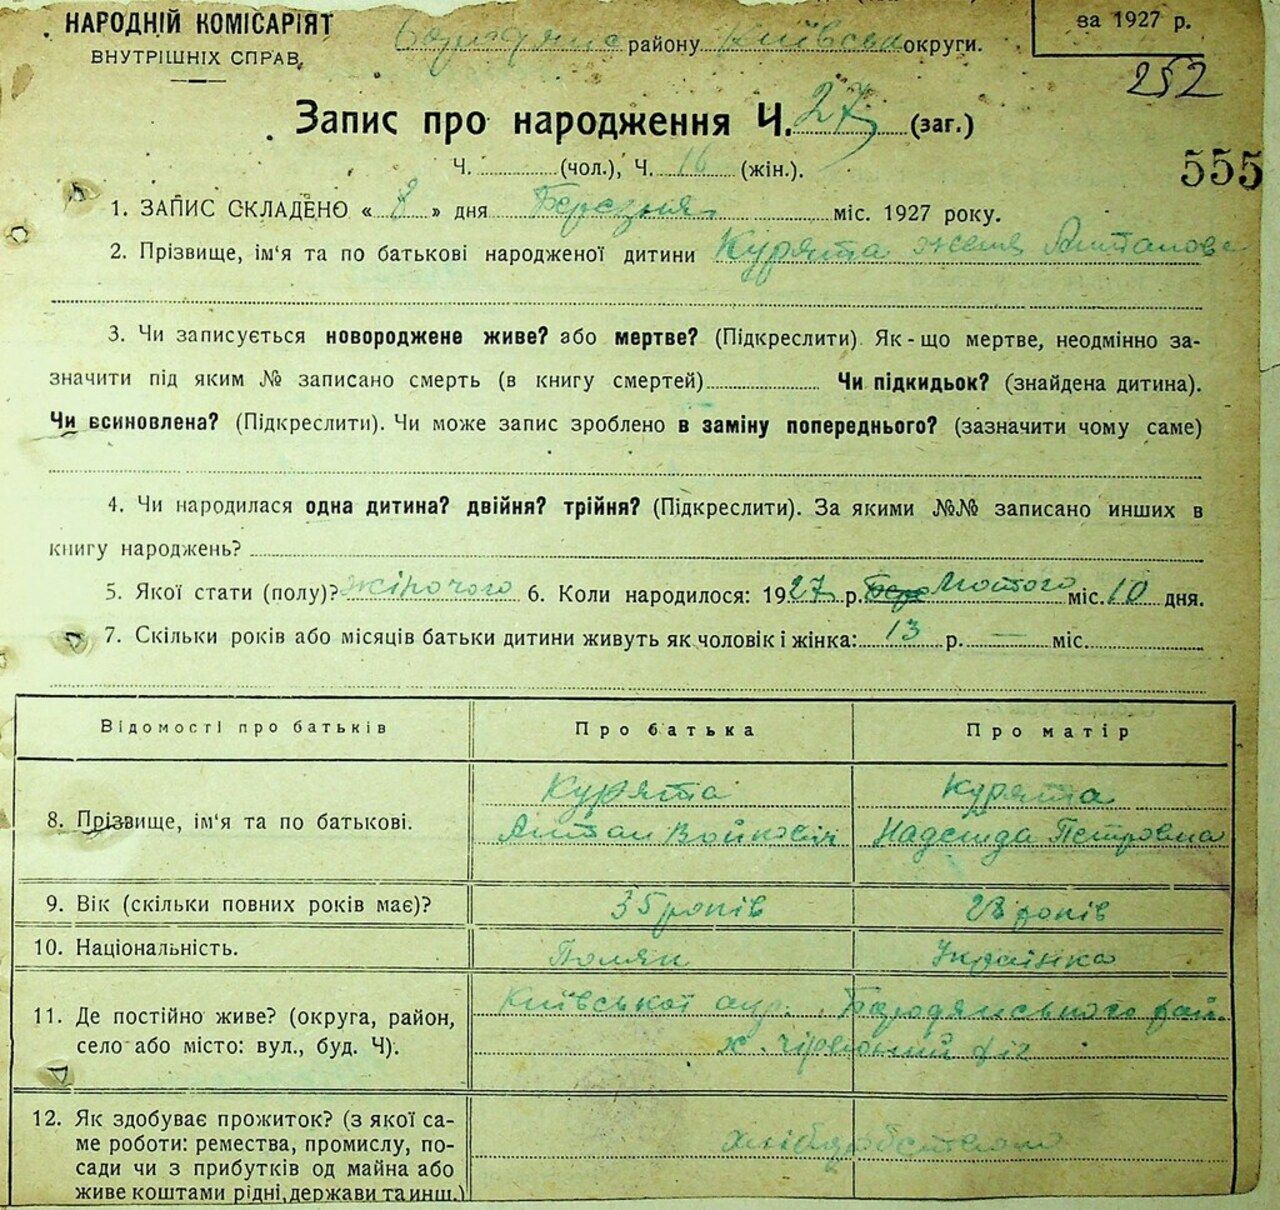 НАРОДНІЙ КОМІСАРІЯТ
ВНУТРІШНІХ СПРАВ
Бородянс району Київськ округи.
за 1927 р.
252
Запис про народження Ч. 27 (заг.)
Ч. (чол.), Ч. 16 (жін.).
555
1. ЗАПИС СКЛАДЕНО « 8 » дня Березня міс. 1927 року.
2. Прізвище, ім'я та по батькові народженої дитини Курята Женя Антонова
3. Чи записується новороджене живе? або мертве? (Підкреслити) Як-що мертве, неодмінно за-
значити під яким № записано смерть (в книгу смертей) Чи підкидьок? (знайдена дитина).
Чи всиновлена? (Підкреслити). Чи може запис зроблено в заміну попереднього? (зазначити чому саме)
4. Чи народилася одна дитина? двійня? трійня? (Підкреслити). За якими №№ записано инших в
книгу народжень?
5. Якої стати (полу)? жіночого 6. Коли народилося: 1927 р. Бер Лютого міс. 10 дня.
7. Скільки років або місяців батьки дитини живуть як чоловік і жінка: 13 р. — міс.
Відомості про батьків Про батька Про матір
8. Прізвище, ім'я та по батькові. Курята Курята
Антон Войкович Надежда Петровна
9. Вік (скільки повних років має)? 35 років 28 років
10. Національність. Поляк Українка
11. Де постійно живе? (округа, район, Київської окр. Бородянського рай.
село або місто: вул., буд. Ч). х.
12. Як здобуває прожиток? (з якої са-
ме роботи: ремества, промислу, по-
сади чи з прибутків од майна або
живе коштами рідні, держави та инш.)
хліборобством